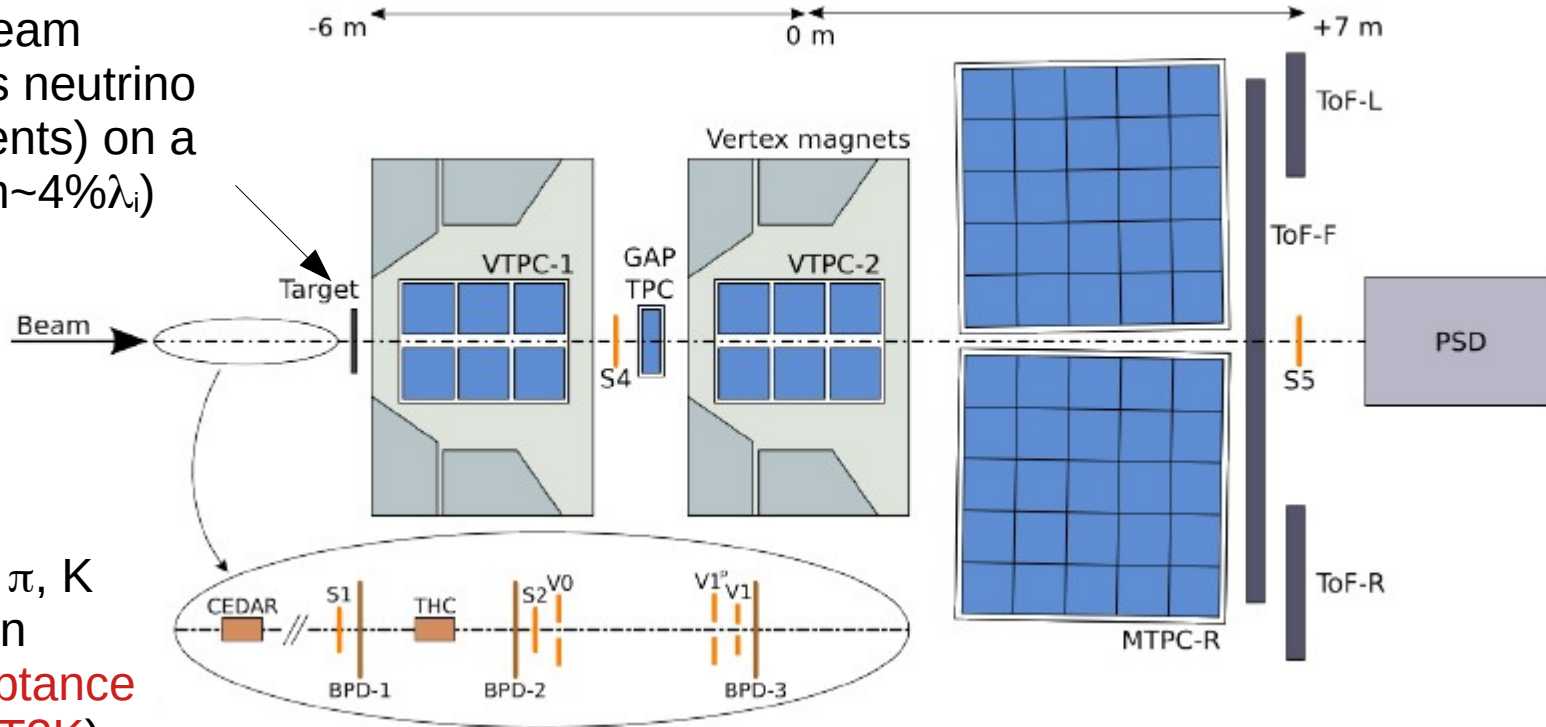 eam
s neutrino
ents) on a
~4%λᵢ)
-6 m
0 m
+7 m
Vertex magnets
ToF-L
ToF-F
VTPC-1
GAP
TPC
VTPC-2
Target
Beam
S4
S5
PSD
π, K
n
ptance
CEDAR
S1
THC
S2
V0
V1ᵖ
V1
BPD-1
BPD-2
BPD-3
MTPC-R
ToF-R